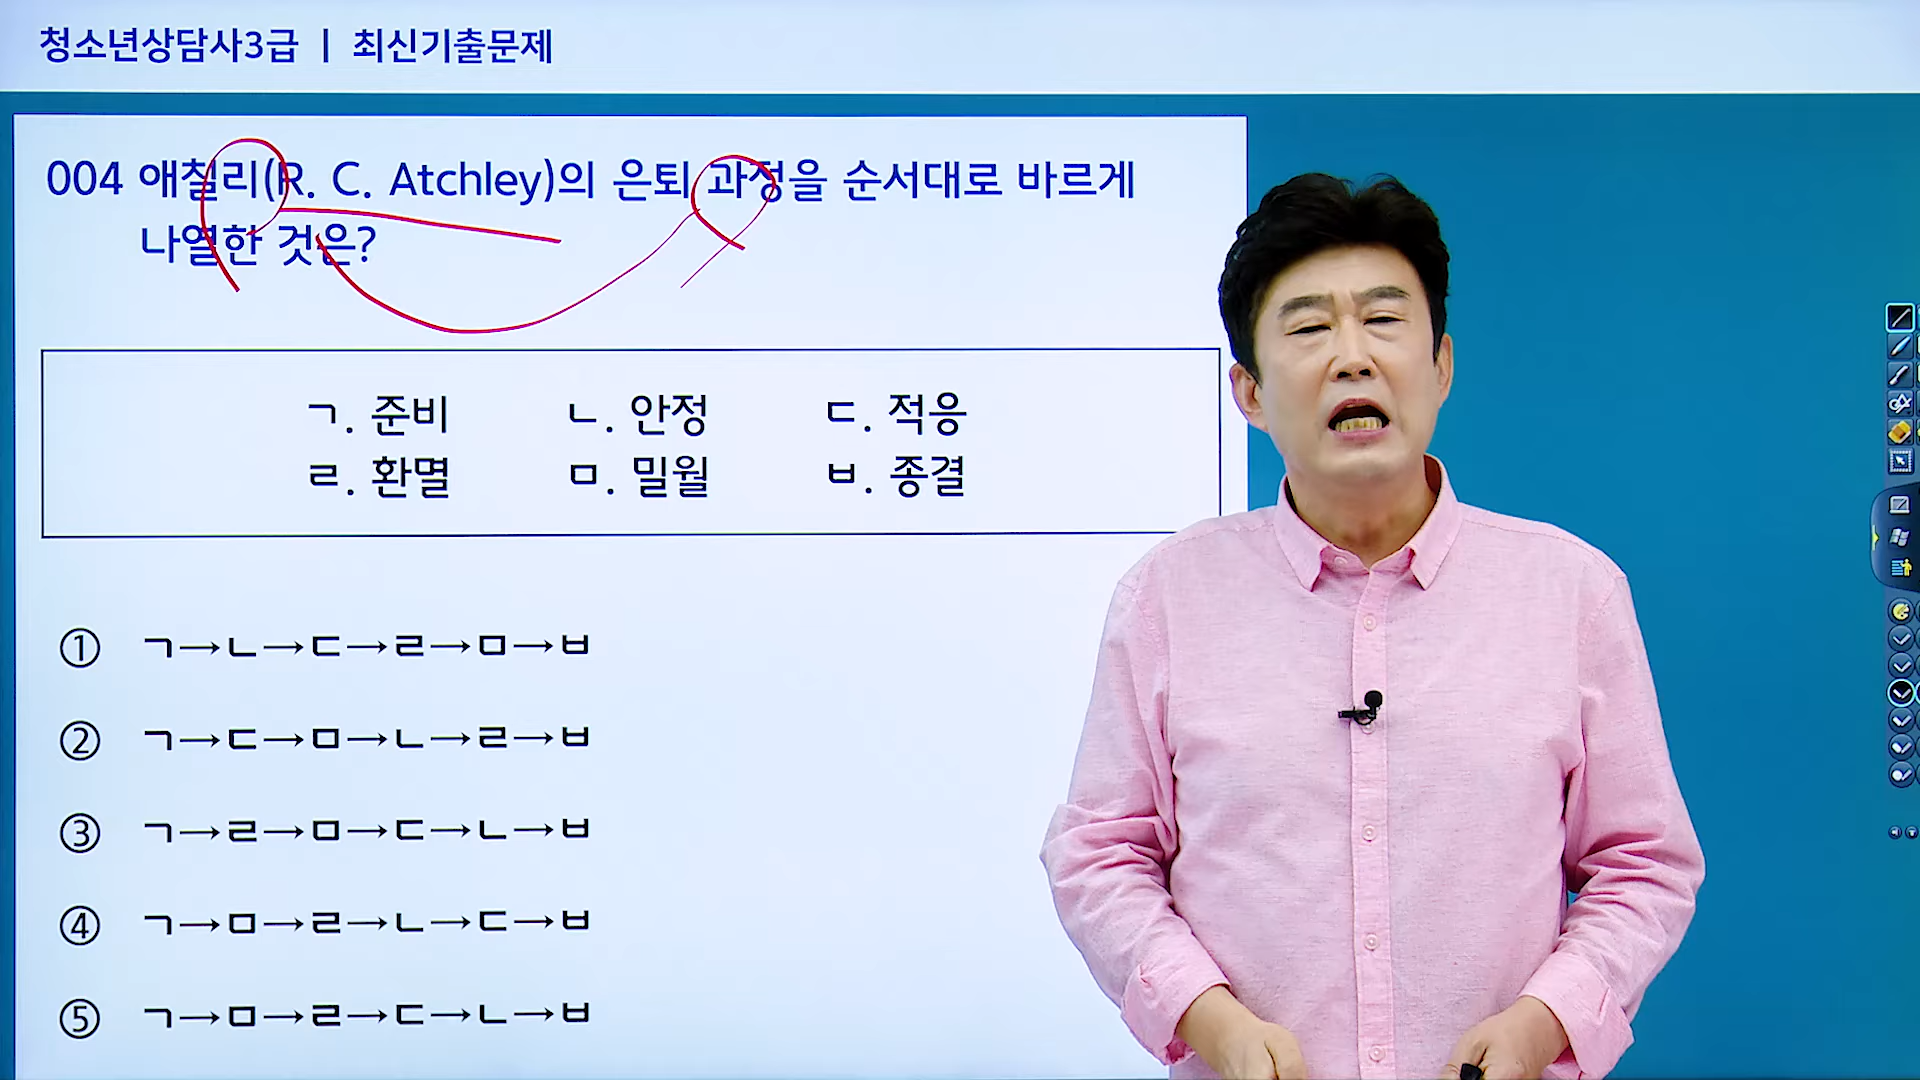 청소년상담사3급 | 최신기출문제
004 애칠리(R. C. Atchley)의 은퇴 과정을 순서대로 바르게
나열한 것은?
ㄱ. 준비 ㄴ. 안정 ㄷ. 적응
ㄹ. 환멸 ㅁ. 밀월 ㅂ. 종결
① ㄱ→ㄴ→ㄷ→ㄹ→ㅁ→ㅂ
② ㄱ→ㄷ→ㅁ→ㄴ→ㄹ→ㅂ
③ ㄱ→ㄹ→ㅁ→ㄷ→ㄴ→ㅂ
④ ㄱ→ㅁ→ㄹ→ㄴ→ㄷ→ㅂ
⑤ ㄱ→ㅁ→ㄹ→ㄷ→ㄴ→ㅂ